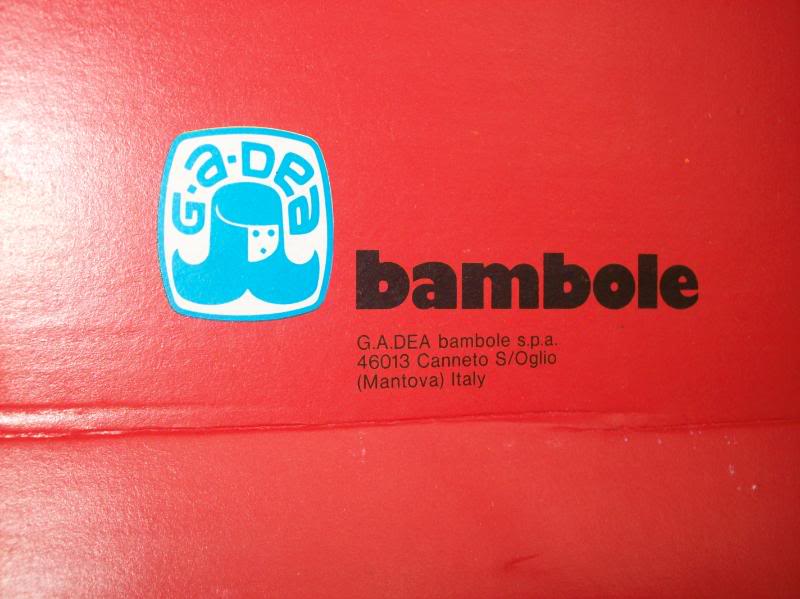 G.a.DEa
bambole
G.A.DEA bambole s.p.a.
46013 Canneto S/Oglio
(Mantova) Italy